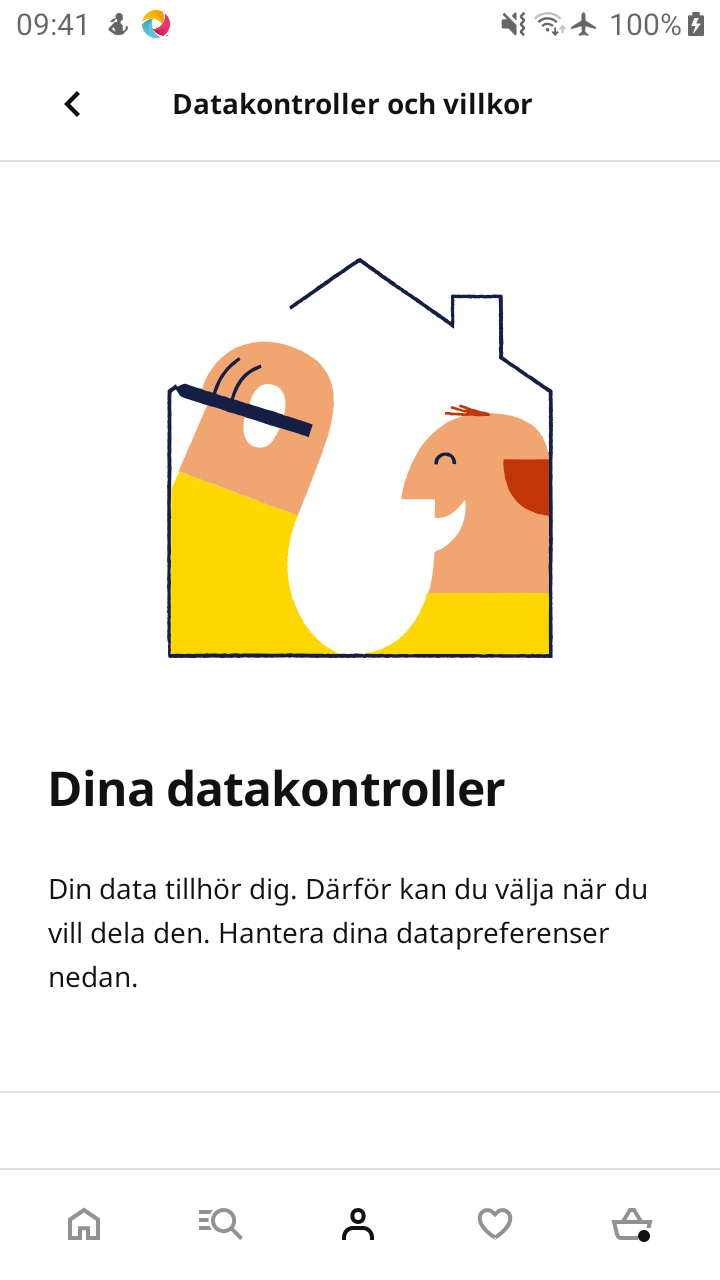 09:41
100%
Datakontroller och villkor
Dina datakontroller
Din data tillhör dig. Därför kan du välja när du
vill dela den. Hantera dina datapreferenser
nedan.